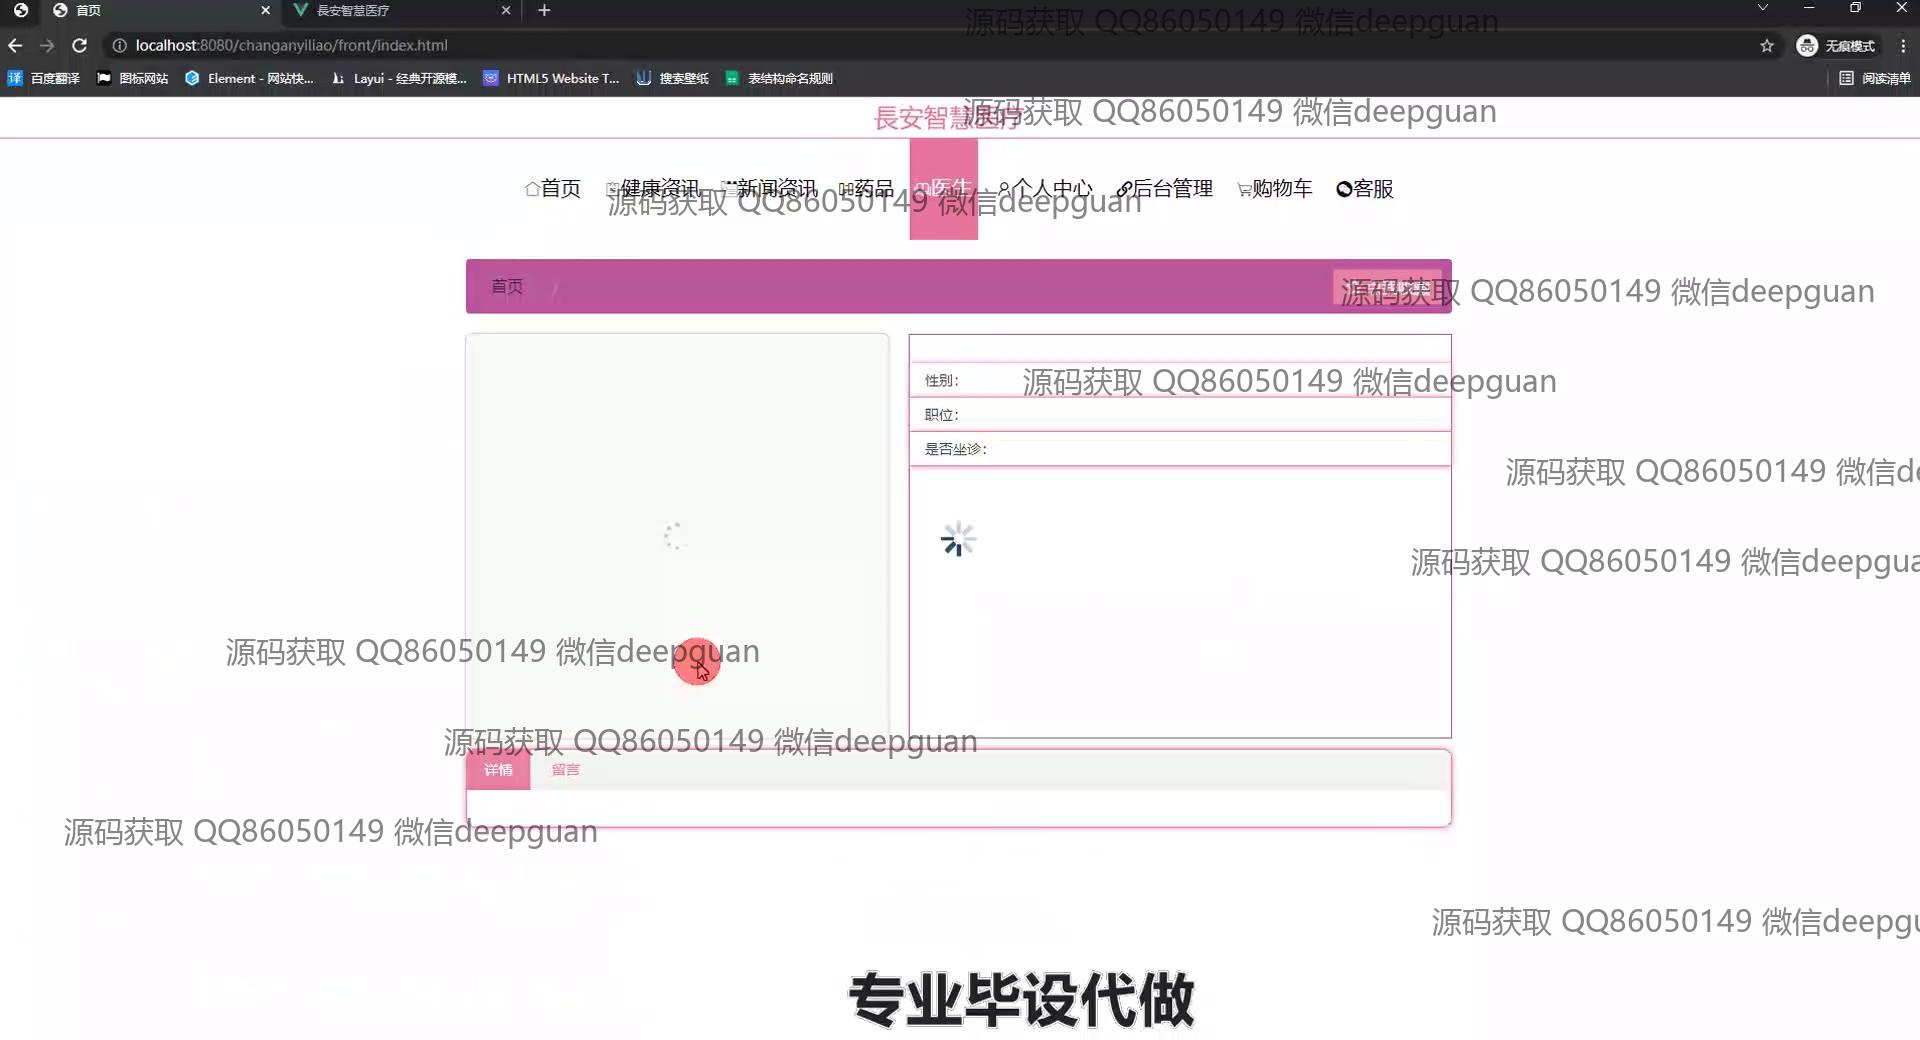 首页
長安智慧医疗
源码获取 QQ86050149 微信deepguan
localhost:8080/changanyiliao/front/index.html
无痕模式
百度翻译
图标网站
Element - 网站快...
Layui - 经典开源模...
HTML5 Website T...
搜索壁纸
表结构命名规则
阅读清单
長安智慧医疗
源码获取 QQ86050149 微信deepguan
首页
健康资讯
新闻资讯
药品
医生
个人中心
后台管理
购物车
客服
源码获取 QQ86050149 微信deepguan
首页
源码获取 QQ86050149 微信deepguan
性别：
源码获取 QQ86050149 微信deepguan
职位：
是否坐诊：
源码获取 QQ86050149 微信de
源码获取 QQ86050149 微信deepgua
源码获取 QQ86050149 微信deepguan
源码获取 QQ86050149 微信deepguan
详情
留言
源码获取 QQ86050149 微信deepguan
源码获取 QQ86050149 微信deepgu
专业毕设代做